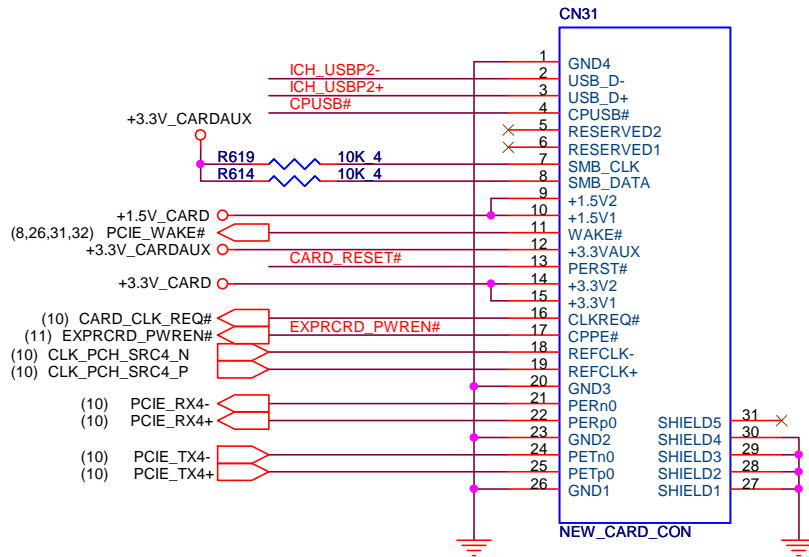 CN31
1 GND4
ICH_USBP2- 2 USB_D-
ICH_USBP2+ 3 USB_D+
CPUSB# 4 CPUSB#
+3.3V_CARDAUX
5 RESERVED2
6 RESERVED1
R619 10K_4 7 SMB_CLK
R614 10K_4 8 SMB_DATA
9 +1.5V2
+1.5V_CARD 10 +1.5V1
(8,26,31,32) PCIE_WAKE# 11 WAKE#
+3.3V_CARDAUX 12 +3.3VAUX
CARD_RESET# 13 PERST#
+3.3V_CARD 14 +3.3V2
15 +3.3V1
(10) CARD_CLK_REQ# 16 CLKREQ#
(11) EXPRCRD_PWREN# EXPRCRD_PWREN# 17 CPPE#
(10) CLK_PCH_SRC4_N 18 REFCLK-
(10) CLK_PCH_SRC4_P 19 REFCLK+
20 GND3
(10) PCIE_RX4- 21 PERn0
(10) PCIE_RX4+ 22 PERp0 SHIELD5 31
23 GND2 SHIELD4 30
(10) PCIE_TX4- 24 PETn0 SHIELD3 29
(10) PCIE_TX4+ 25 PETp0 SHIELD2 28
26 GND1 SHIELD1 27
NEW_CARD_CON